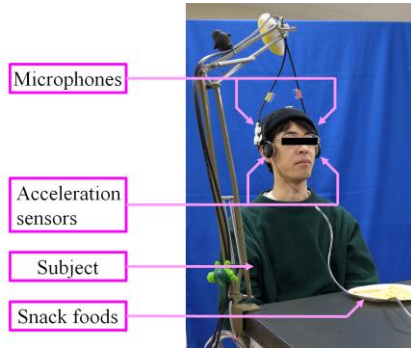 Microphones
Acceleration
sensors
Subject
Snack foods